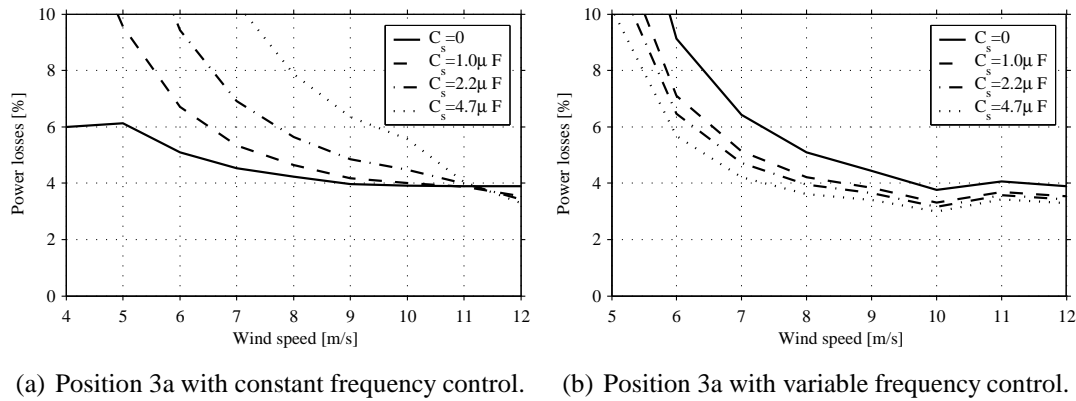 10
8
6
4
2
0
Power losses [%]
4 5 6 7 8 9 10 11 12
Wind speed [m/s]
C_s=0
C_s=1.0μ F
C_s=2.2μ F
C_s=4.7μ F
(a) Position 3a with constant frequency control.
10
8
6
4
2
0
Power losses [%]
5 6 7 8 9 10 11 12
Wind speed [m/s]
C_s=0
C_s=1.0μ F
C_s=2.2μ F
C_s=4.7μ F
(b) Position 3a with variable frequency control.